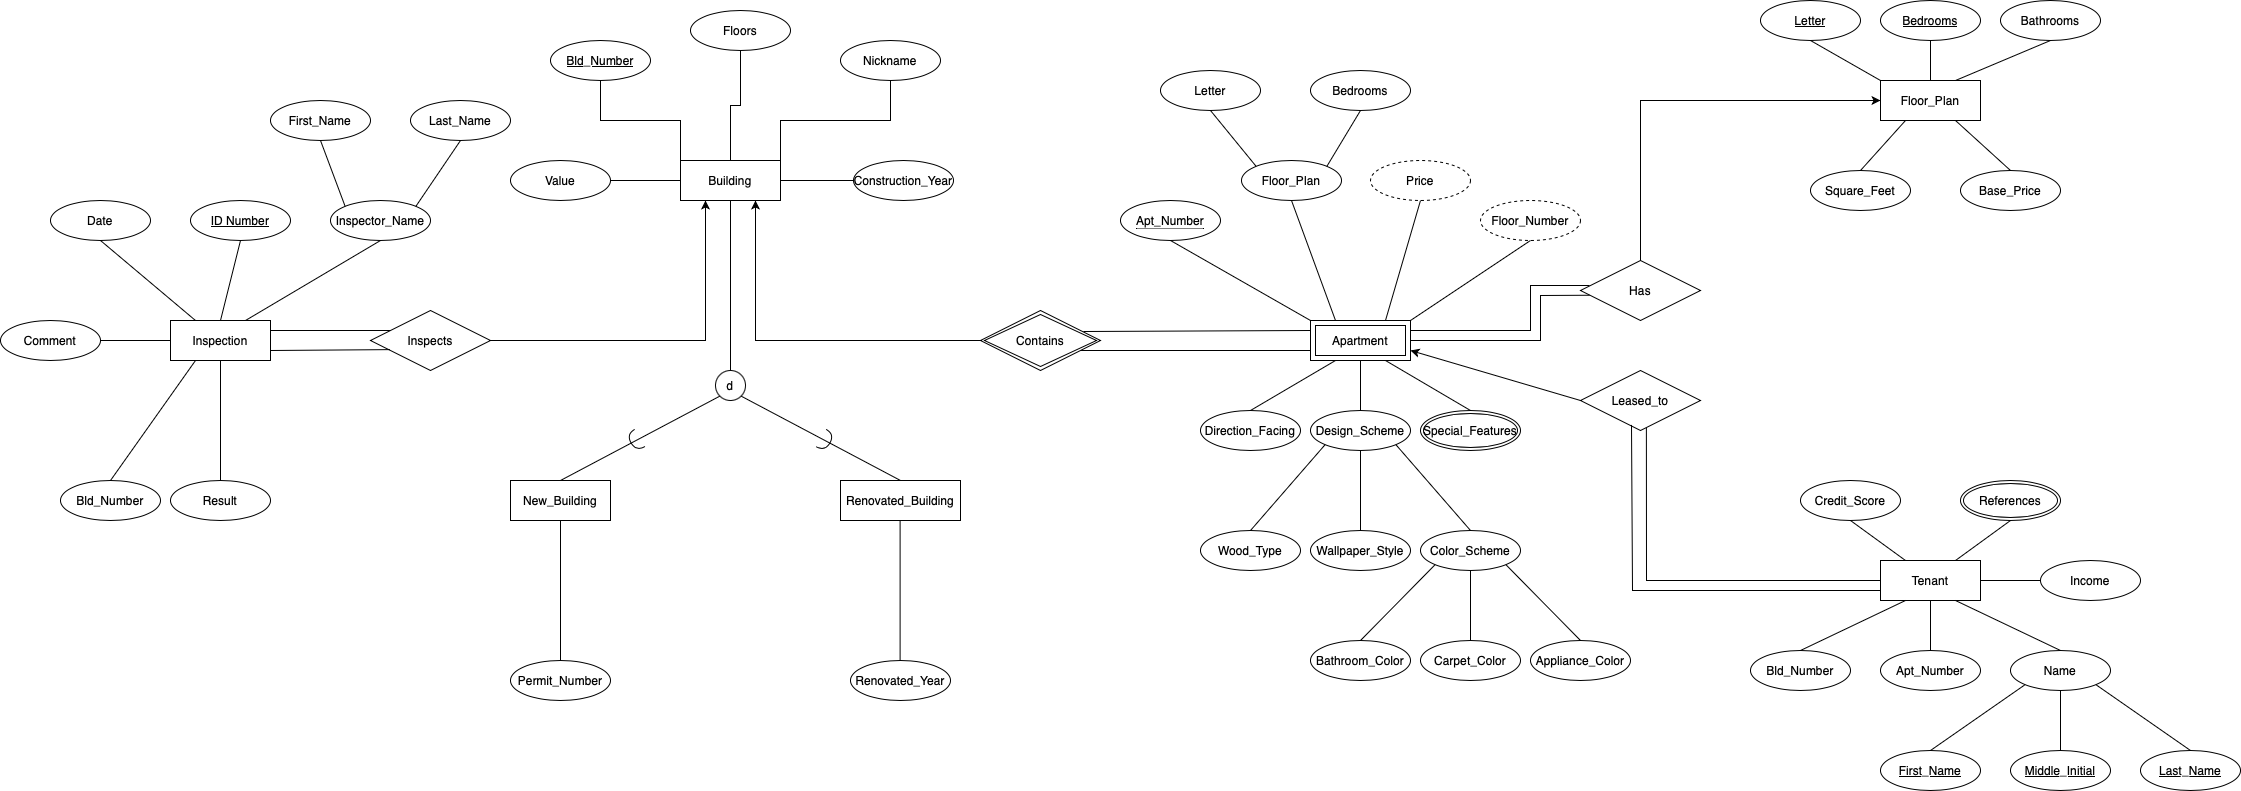 Letter
Bedrooms
Bathrooms
Floors
Bld_Number
Nickname
Letter
Bedrooms
Floor_Plan
First_Name
Last_Name
Value
Building
Construction_Year
Floor_Plan
Price
Square_Feet
Base_Price
Date
ID Number
Inspector_Name
Apt_Number
Floor_Number
Has
Comment
Inspection
Inspects
Contains
Apartment
d
Leased_to
Direction_Facing
Design_Scheme
Special_Features
Bld_Number
Result
New_Building
Renovated_Building
Credit_Score
References
Wood_Type
Wallpaper_Style
Color_Scheme
Tenant
Income
Bathroom_Color
Carpet_Color
Appliance_Color
Bld_Number
Apt_Number
Name
Permit_Number
Renovated_Year
First_Name
Middle_Initial
Last_Name